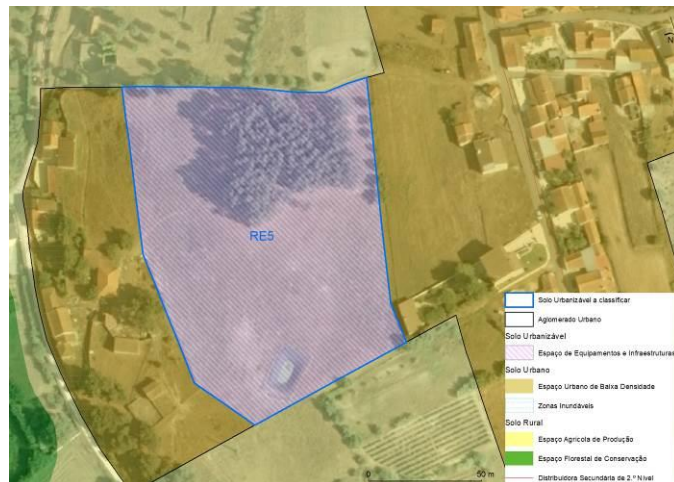 N
RE5
Solo Urbanizável a classificar
Aglomerado Urbano
Solo Urbanizável
Espaço de Equipamentos e Infraestruturas
Solo Urbano
Espaço Urbano de Baixa Densidade
Zonas Inundáveis
Solo Rural
Espaço Agrícola de Produção
Espaço Florestal de Conservação
Distribuidora Secundária de 2.º Nível
0 50 m